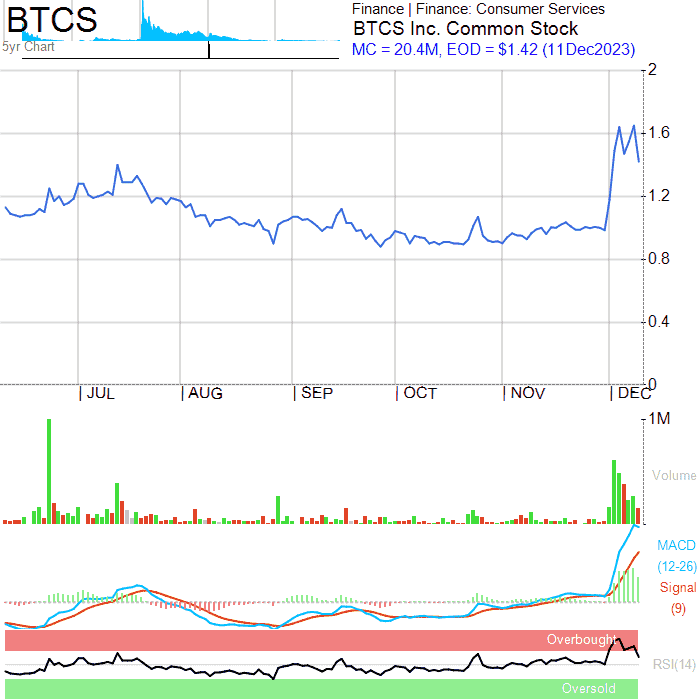 BTCS
5yr Chart
Finance | Finance: Consumer Services
BTCS Inc. Common Stock
MC = 20.4M, EOD = $1.42 (11Dec2023)
2
1.6
1.2
0.8
0.4
0
| JUL | AUG | SEP | OCT | NOV | DEC
1M
Volume
MACD
(12-26)
Signal
(9)
Overbought
RSI(14)
Oversold